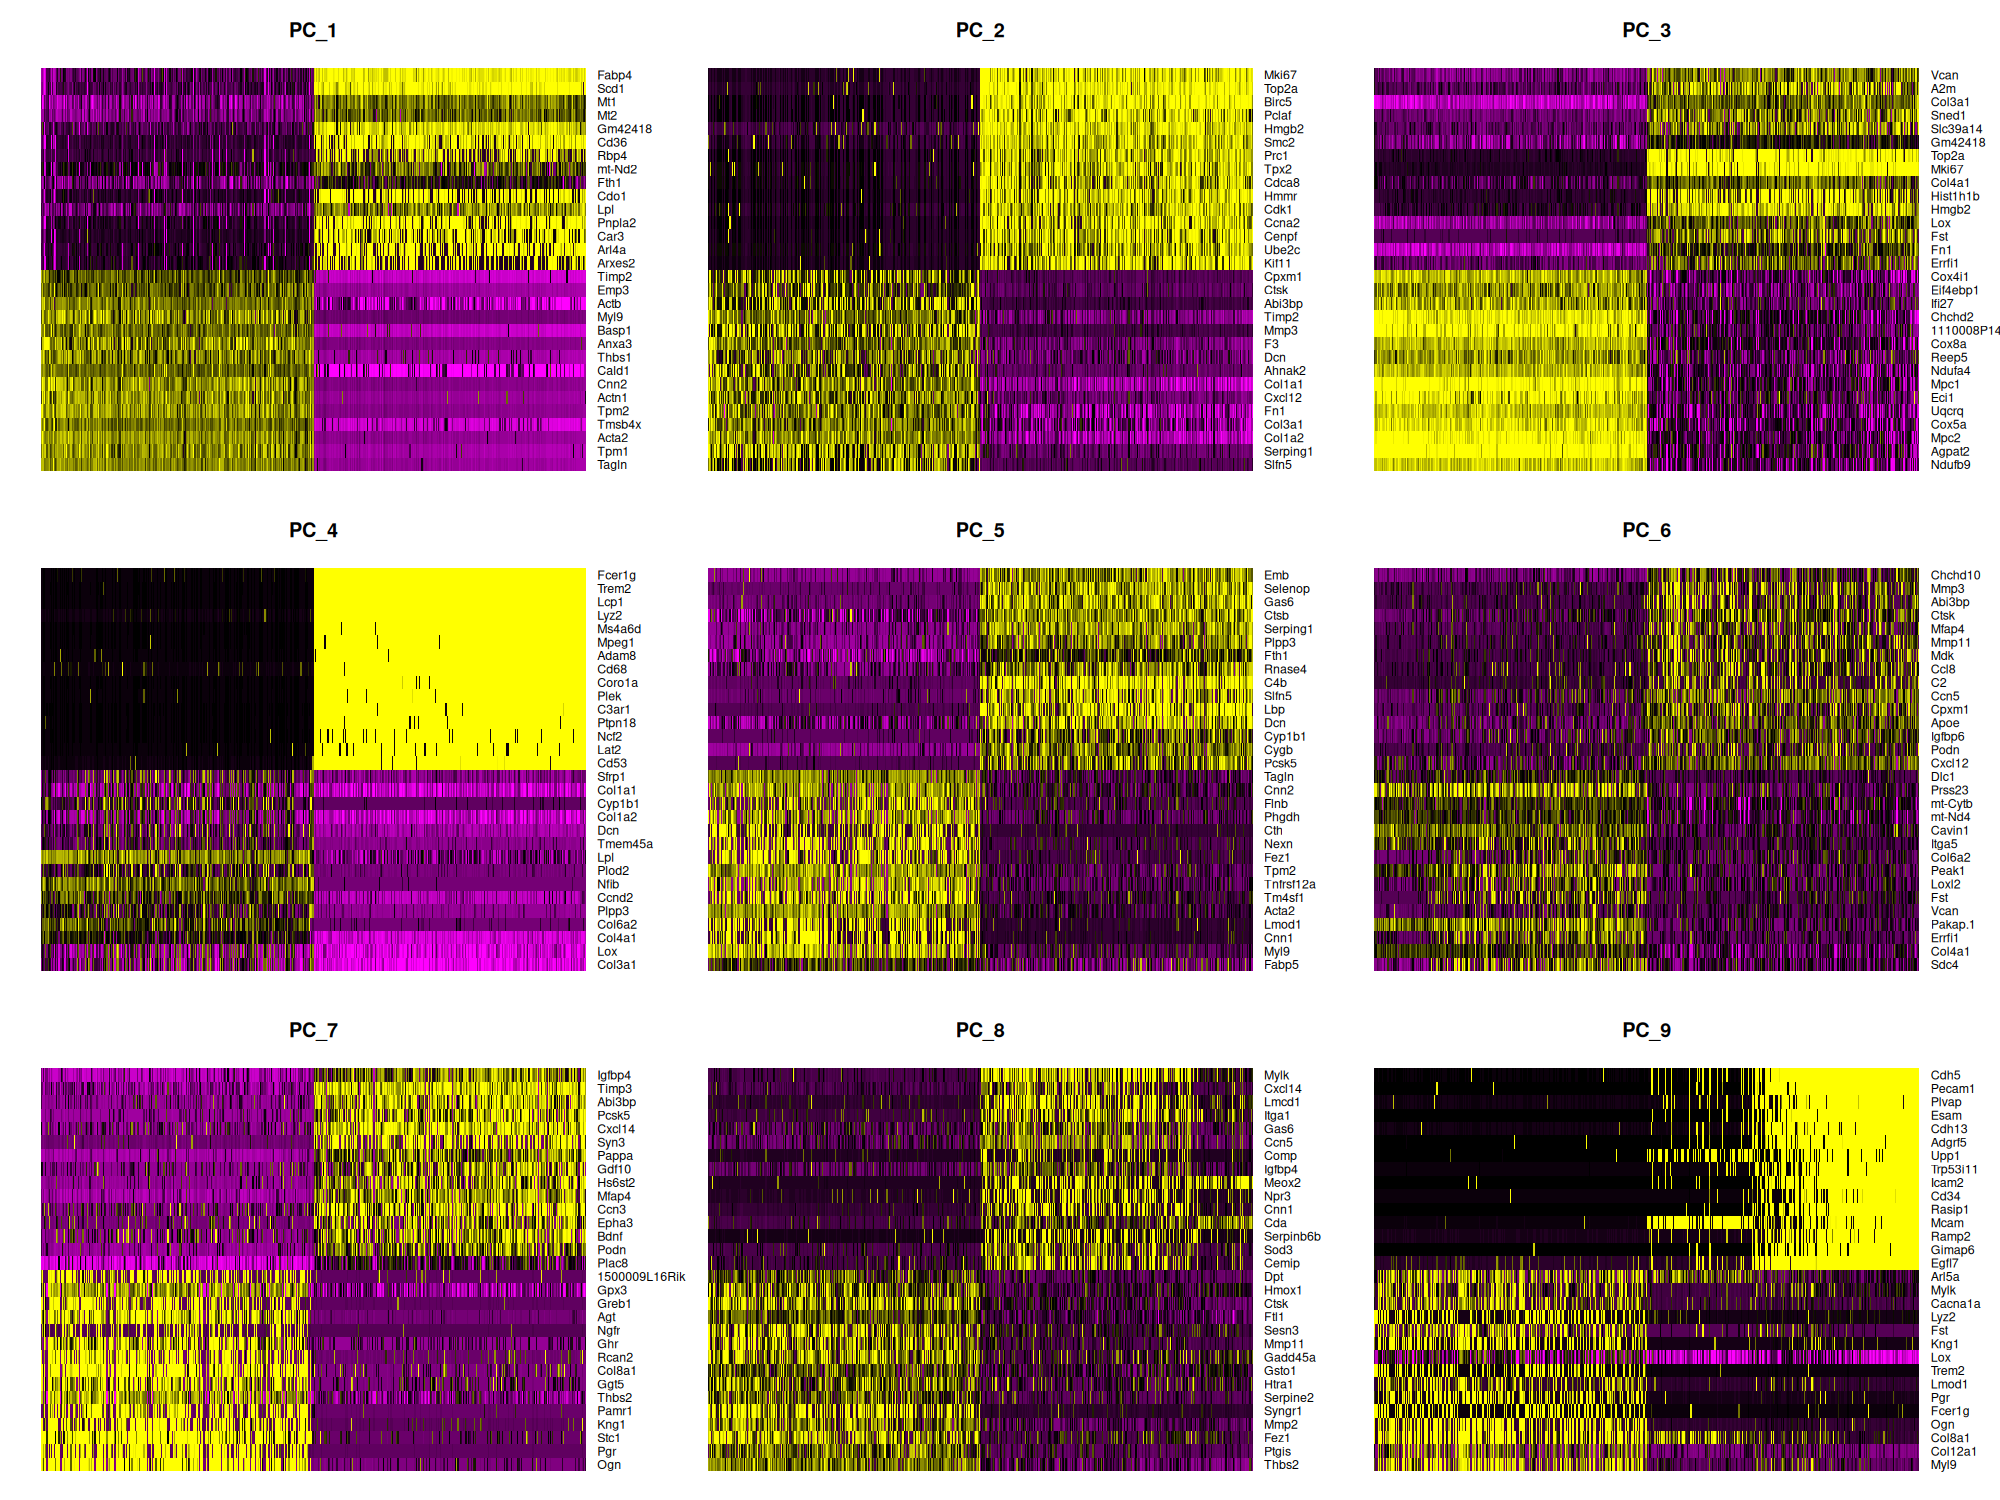 PC_1
Fabp4
Scd1
Mt1
Mt2
Gm42418
Cd36
Rbp4
mt-Nd2
Fth1
Cdo1
Lpl
Pnpla2
Car3
Arl4a
Arxes2
Timp2
Emp3
Actb
Myl9
Basp1
Anxa3
Thbs1
Cald1
Cnn2
Actn1
Tpm2
Tmsb4x
Acta2
Tpm1
Tagln
PC_2
Mki67
Top2a
Birc5
Pclaf
Hmgb2
Smc2
Prc1
Tpx2
Cdca8
Hmmr
Cdk1
Ccna2
Cenpf
Ube2c
Kif11
Cpxm1
Ctsk
Abi3bp
Timp2
Mmp3
F3
Dcn
Ahnak2
Col1a1
Cxcl12
Fn1
Col3a1
Col1a2
Serping1
Slfn5
PC_3
Vcan
A2m
Col3a1
Sned1
Slc39a14
Gm42418
Top2a
Mki67
Col4a1
Hist1h1b
Hmgb2
Lox
Fst
Fn1
Errfi1
Cox4i1
Eif4ebp1
Ifi27
Chchd2
1110008P14
Cox8a
Reep5
Ndufa4
Mpc1
Eci1
Uqcrq
Cox5a
Mpc2
Agpat2
Ndufb9
PC_4
Fcer1g
Trem2
Lcp1
Lyz2
Ms4a6d
Mpeg1
Adam8
Cd68
Coro1a
Plek
C3ar1
Ptpn18
Ncf2
Lat2
Cd53
Sfrp1
Col1a1
Cyp1b1
Col1a2
Dcn
Tmem45a
Lpl
Plod2
Nfib
Ccnd2
Plpp3
Col6a2
Col4a1
Lox
Col3a1
PC_5
Emb
Selenop
Gas6
Ctsb
Serping1
Plpp3
Fth1
Rnase4
C4b
Slfn5
Lbp
Dcn
Cyp1b1
Cygb
Pcsk5
Tagln
Cnn2
Flnb
Phgdh
Cth
Nexn
Fez1
Tpm2
Tnfrsf12a
Tm4sf1
Acta2
Lmod1
Cnn1
Myl9
Fabp5
PC_6
Chchd10
Mmp3
Abi3bp
Ctsk
Mfap4
Mmp11
Mdk
Ccl8
C2
Ccn5
Cpxm1
Apoe
Igfbp6
Podn
Cxcl12
Dlc1
Prss23
mt-Cytb
mt-Nd4
Cavin1
Itga5
Col6a2
Peak1
Loxl2
Fst
Vcan
Pakap.1
Errfi1
Col4a1
Sdc4
PC_7
Igfbp4
Timp3
Abi3bp
Pcsk5
Cxcl14
Syn3
Pappa
Gdf10
Hs6st2
Mfap4
Ccn3
Epha3
Bdnf
Podn
Plac8
1500009L16Rik
Gpx3
Greb1
Agt
Ngfr
Ghr
Rcan2
Col8a1
Ggt5
Thbs2
Pamr1
Kng1
Stc1
Pgr
Ogn
PC_8
Mylk
Cxcl14
Lmcd1
Itga1
Gas6
Ccn5
Comp
Igfbp4
Meox2
Npr3
Cnn1
Cda
Serpinb6b
Sod3
Cemip
Dpt
Hmox1
Ctsk
Ftl1
Sesn3
Mmp11
Gadd45a
Gsto1
Htra1
Serpine2
Syngr1
Mmp2
Fez1
Ptgis
Thbs2
PC_9
Cdh5
Pecam1
Plvap
Esam
Cdh13
Adgrf5
Upp1
Trp53i11
Icam2
Cd34
Rasip1
Mcam
Ramp2
Gimap6
Egfl7
Arl5a
Mylk
Cacna1a
Lyz2
Fst
Kng1
Lox
Trem2
Lmod1
Pgr
Fcer1g
Ogn
Col8a1
Col12a1
Myl9